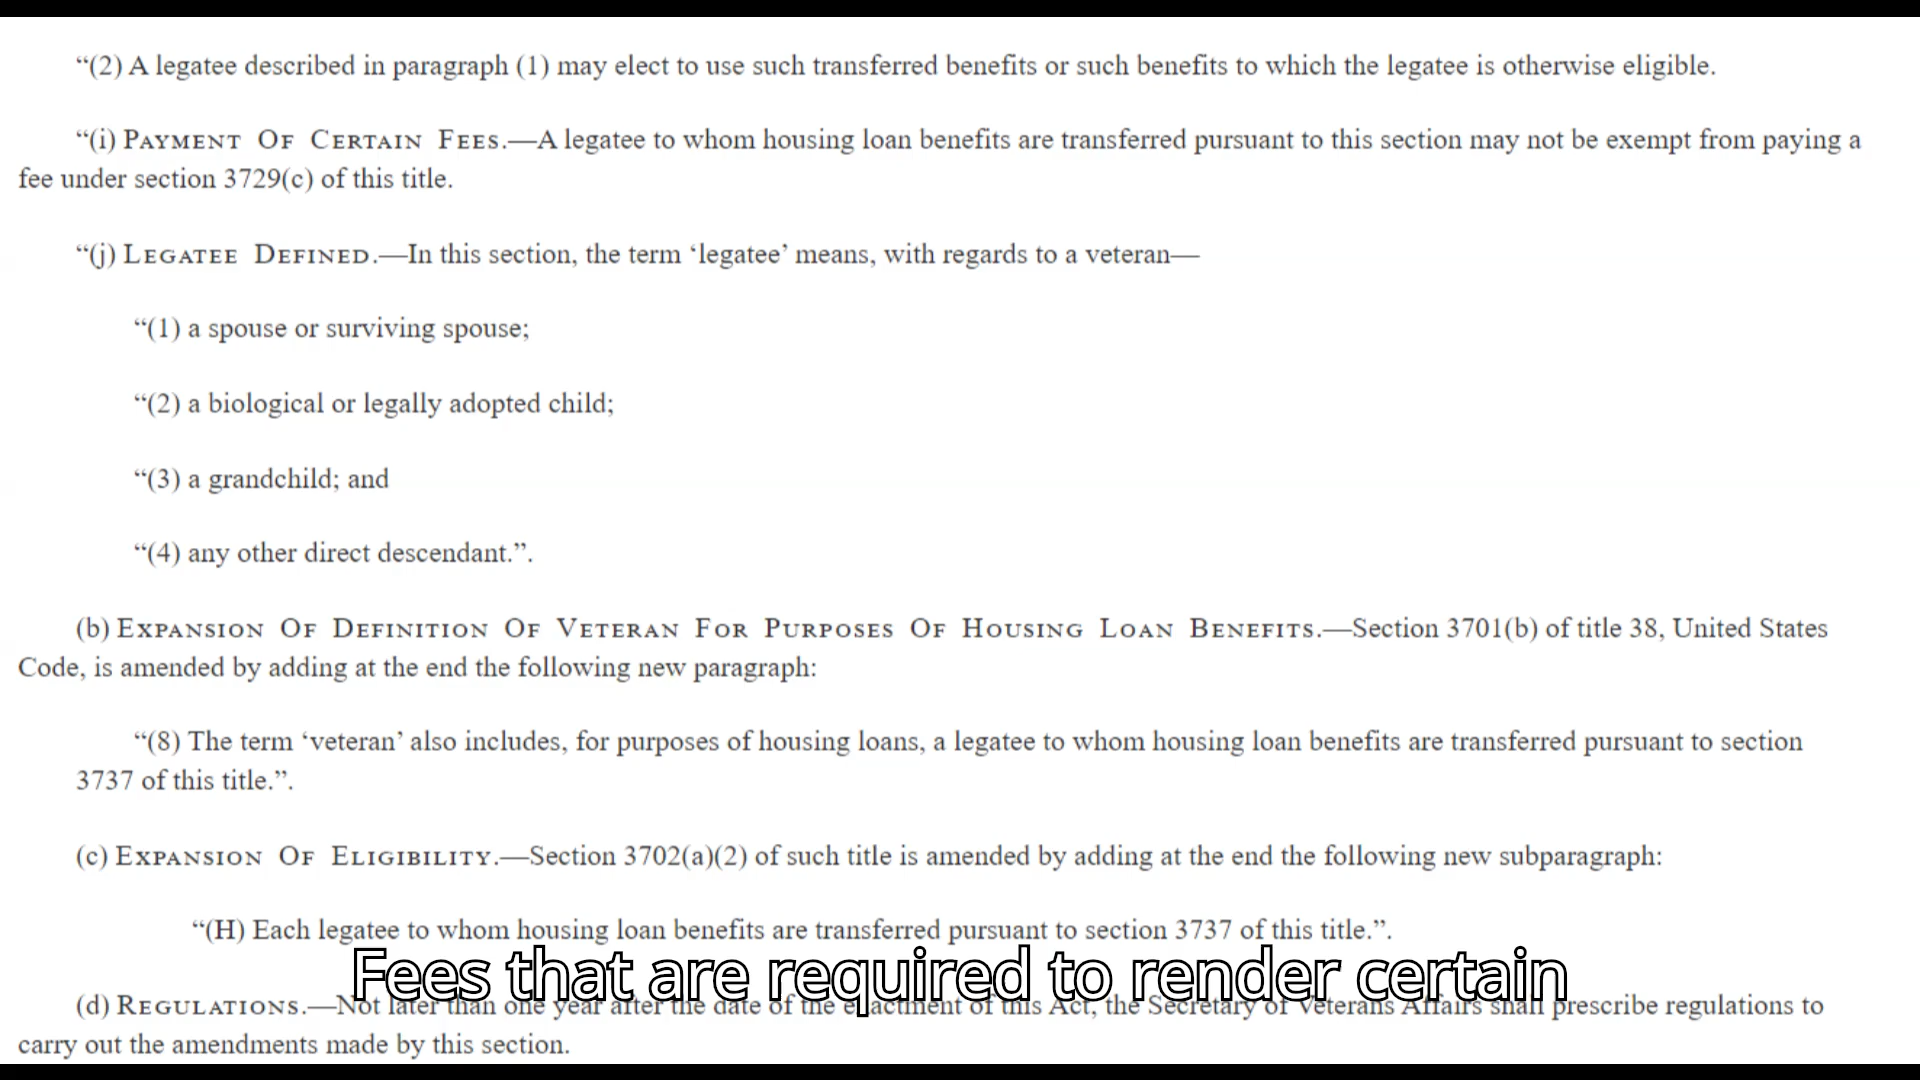 “(2) A legatee described in paragraph (1) may elect to use such transferred benefits or such benefits to which the legatee is otherwise eligible.
“(i) PAYMENT OF CERTAIN FEES.—A legatee to whom housing loan benefits are transferred pursuant to this section may not be exempt from paying a
fee under section 3729(c) of this title.
“(j) LEGATEE DEFINED.—In this section, the term ‘legatee’ means, with regards to a veteran—
“(1) a spouse or surviving spouse;
“(2) a biological or legally adopted child;
“(3) a grandchild; and
“(4) any other direct descendant.”.
(b) EXPANSION OF DEFINITION OF VETERAN FOR PURPOSES OF HOUSING LOAN BENEFITS.—Section 3701(b) of title 38, United States
Code, is amended by adding at the end the following new paragraph:
“(8) The term ‘veteran’ also includes, for purposes of housing loans, a legatee to whom housing loan benefits are transferred pursuant to section
3737 of this title.”.
(c) EXPANSION OF ELIGIBILITY.—Section 3702(a)(2) of such title is amended by adding at the end the following new subparagraph:
“(H) Each legatee to whom housing loan benefits are transferred pursuant to section 3737 of this title.”.
Fees that are required to render certain
(d) REGULATIONS.—Not later than one year after the date of the enactment of this Act, the Secretary of Veterans Affairs shall prescribe regulations to
carry out the amendments made by this section.